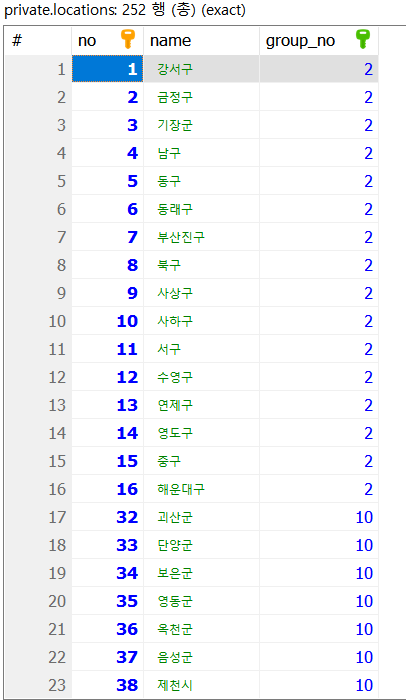 private.locations: 252 행 (총) (exact)
# no name group_no
1 1 강서구 2
2 2 금정구 2
3 3 기장군 2
4 4 남구 2
5 5 동구 2
6 6 동래구 2
7 7 부산진구 2
8 8 북구 2
9 9 사상구 2
10 10 사하구 2
11 11 서구 2
12 12 수영구 2
13 13 연제구 2
14 14 영도구 2
15 15 중구 2
16 16 해운대구 2
17 32 괴산군 10
18 33 단양군 10
19 34 보은군 10
20 35 영동군 10
21 36 옥천군 10
22 37 음성군 10
23 38 제천시 10